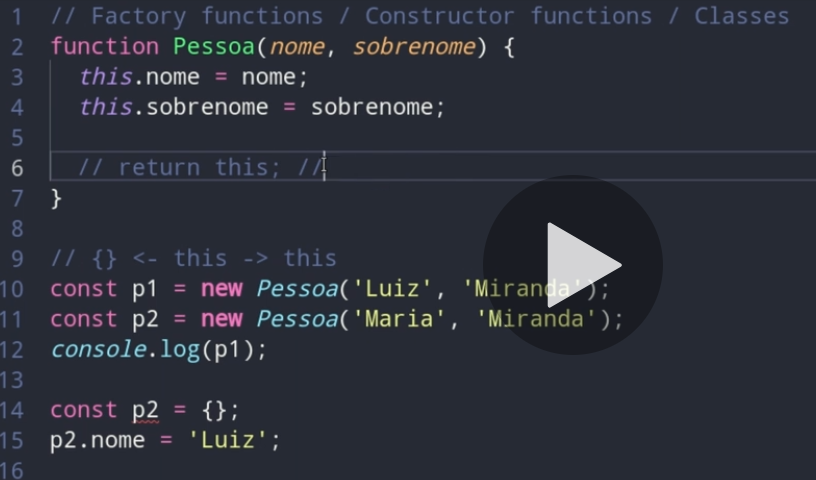 1 // Factory functions / Constructor functions / Classes
2 function Pessoa(nome, sobrenome) {
3 this.nome = nome;
4 this.sobrenome = sobrenome;
5
6 // return this; //
7 }
8
9 // {} <- this -> this
10 const p1 = new Pessoa('Luiz', 'Miranda');
11 const p2 = new Pessoa('Maria', 'Miranda');
12 console.log(p1);
13
14 const p2 = {};
15 p2.nome = 'Luiz';
16